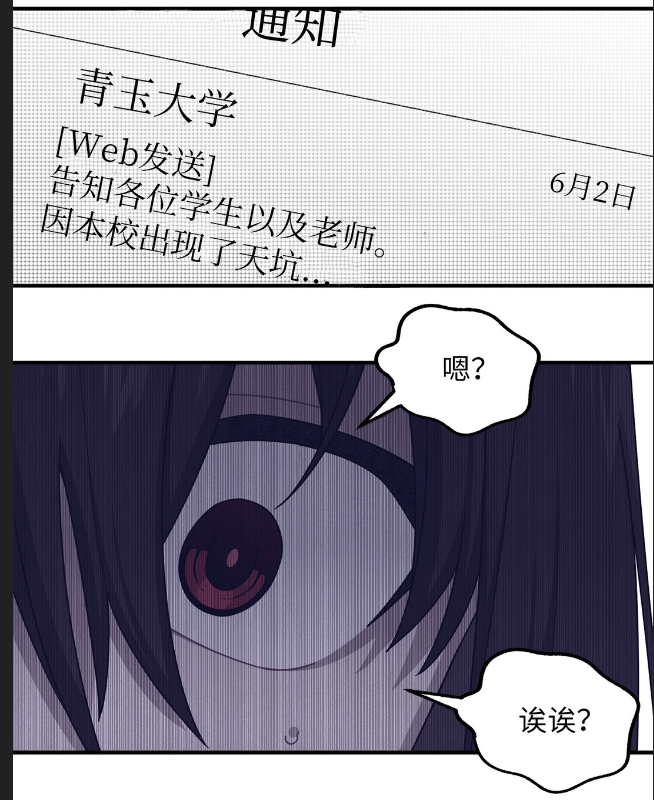 通知
青玉大学
[Web发送]
6月2日
告知各位学生以及老师。
因本校出现了天坑...
嗯？
诶诶？